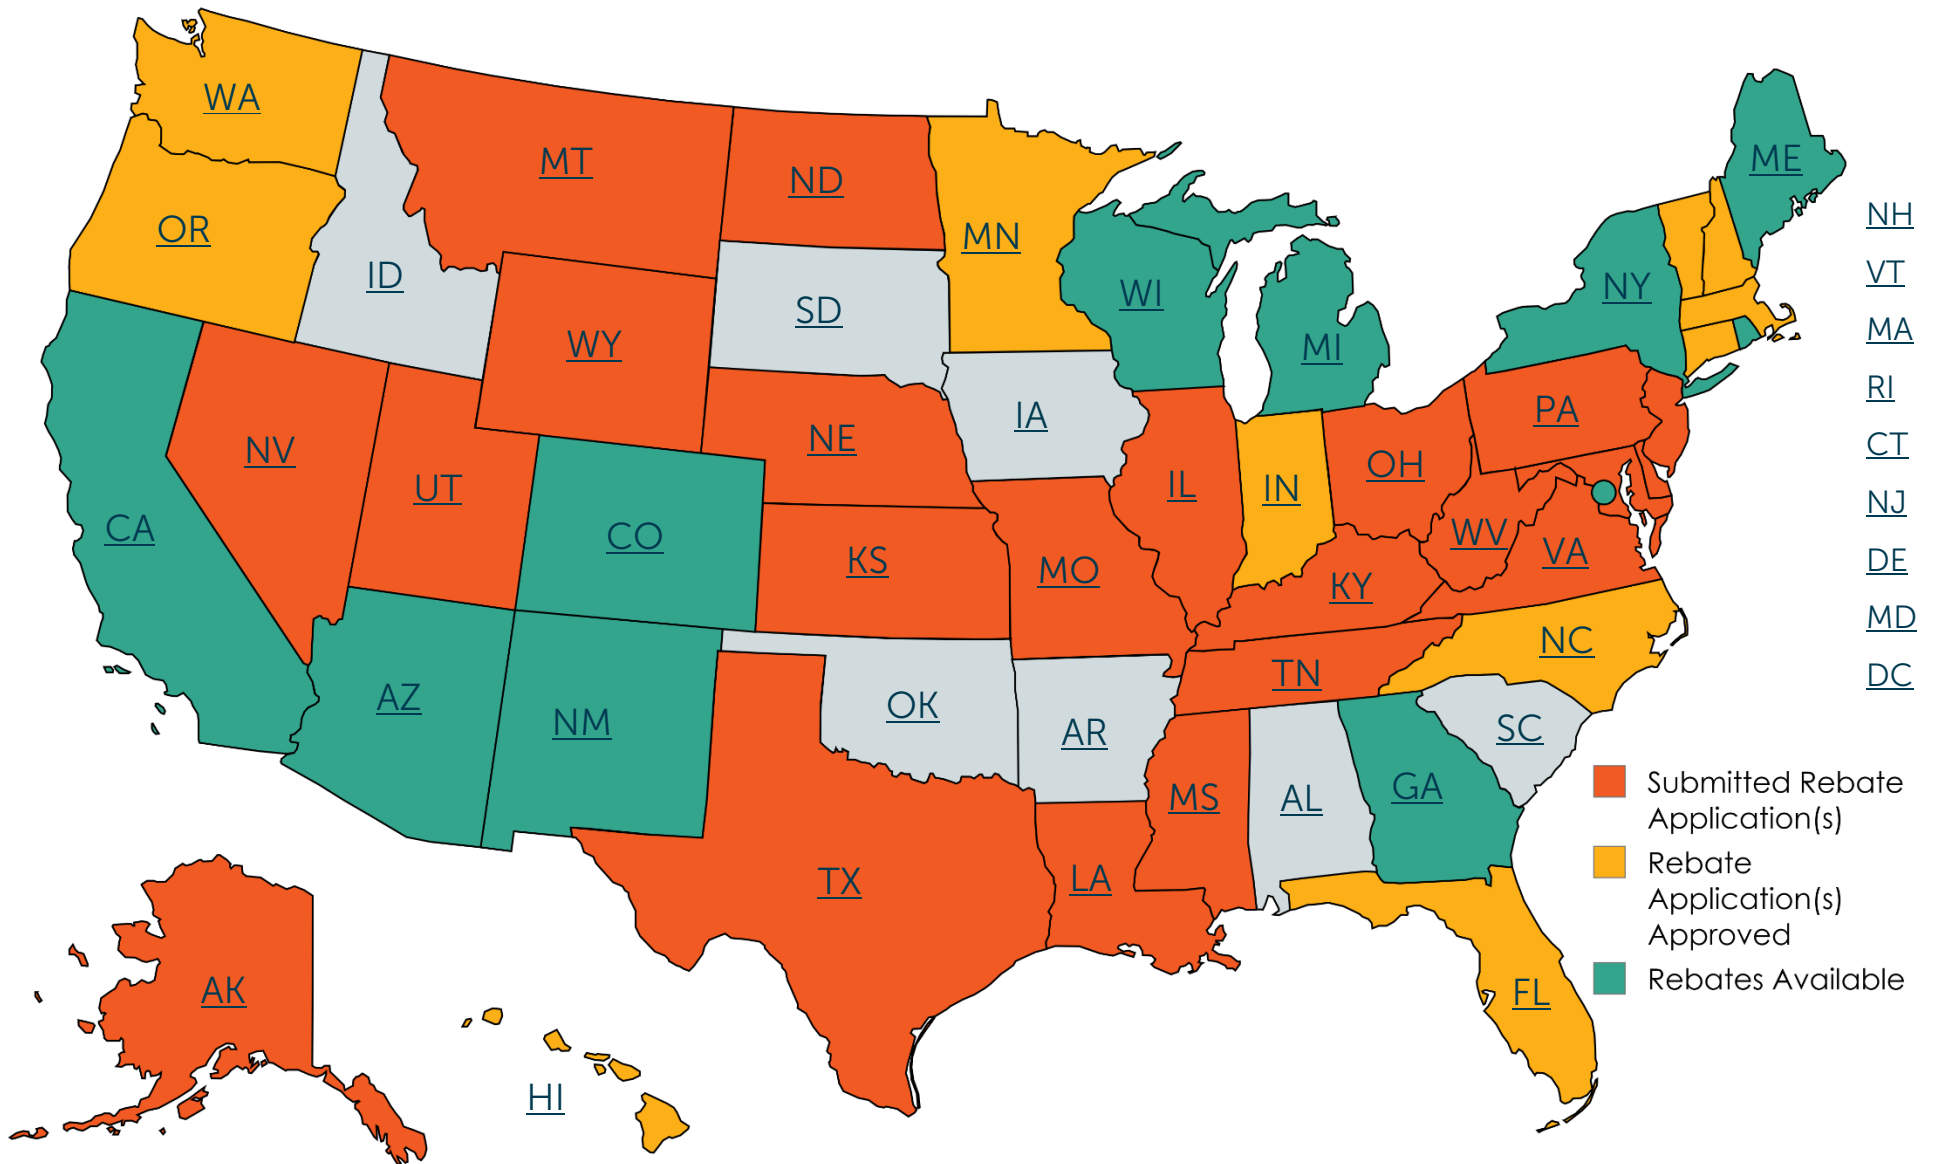 WA
MT
ND
ME
OR
MN
NH
ID
WI
NY
VT
SD
MA
WY
MI
RI
IA
PA
NE
CT
NV
OH
UT
IL
IN
NJ
CA
CO
WV
VA
DE
KS
MO
KY
MD
NC
TN
DC
AZ
OK
NM
AR
SC
MS
AL
GA
Submitted Rebate
Application(s)
TX
LA
Rebate
Application(s)
Approved
Rebates Available
AK
FL
HI